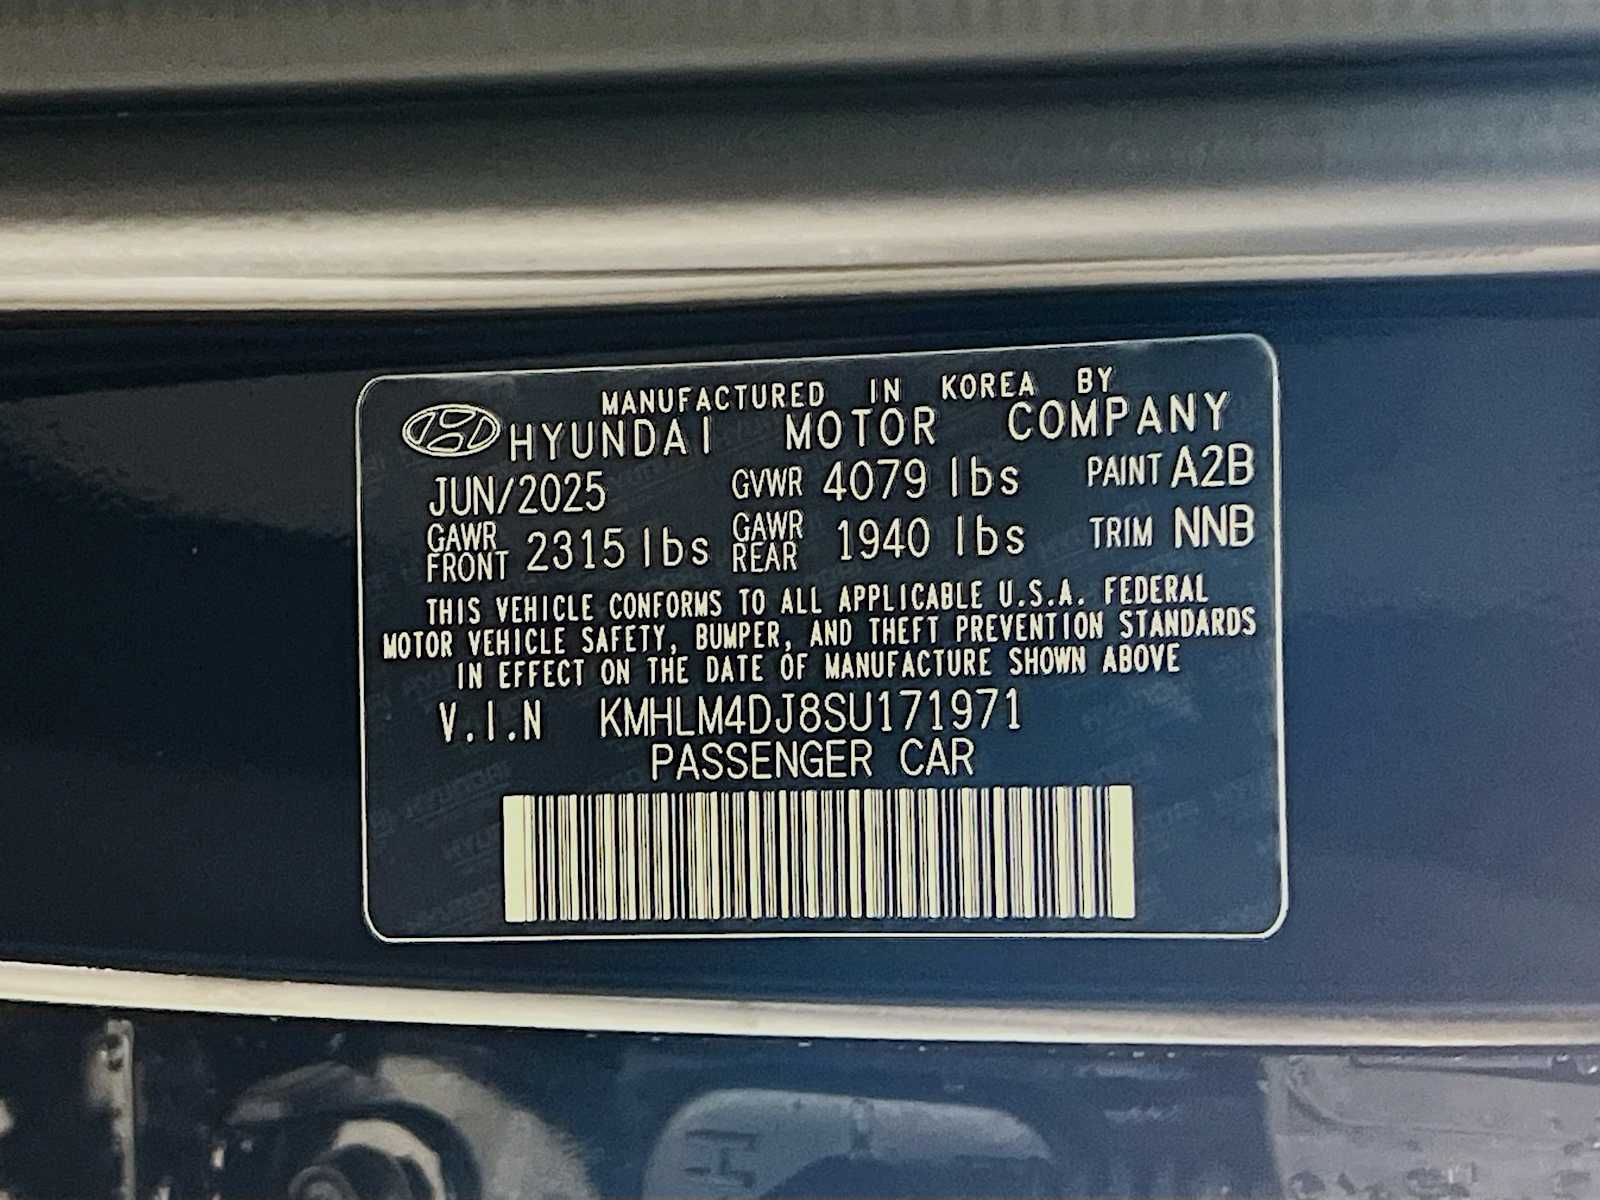 MANUFACTURED IN KOREA BY
HYUNDAI MOTOR COMPANY
JUN/2025 GVWR 4079 lbs PAINT A2B
GAWR FRONT 2315 lbs GAWR REAR 1940 lbs TRIM NNB
THIS VEHICLE CONFORMS TO ALL APPLICABLE U.S.A. FEDERAL
MOTOR VEHICLE SAFETY, BUMPER, AND THEFT PREVENTION STANDARDS
IN EFFECT ON THE DATE OF MANUFACTURE SHOWN ABOVE
V.I.N KMHLM4DJ8SU171971
PASSENGER CAR